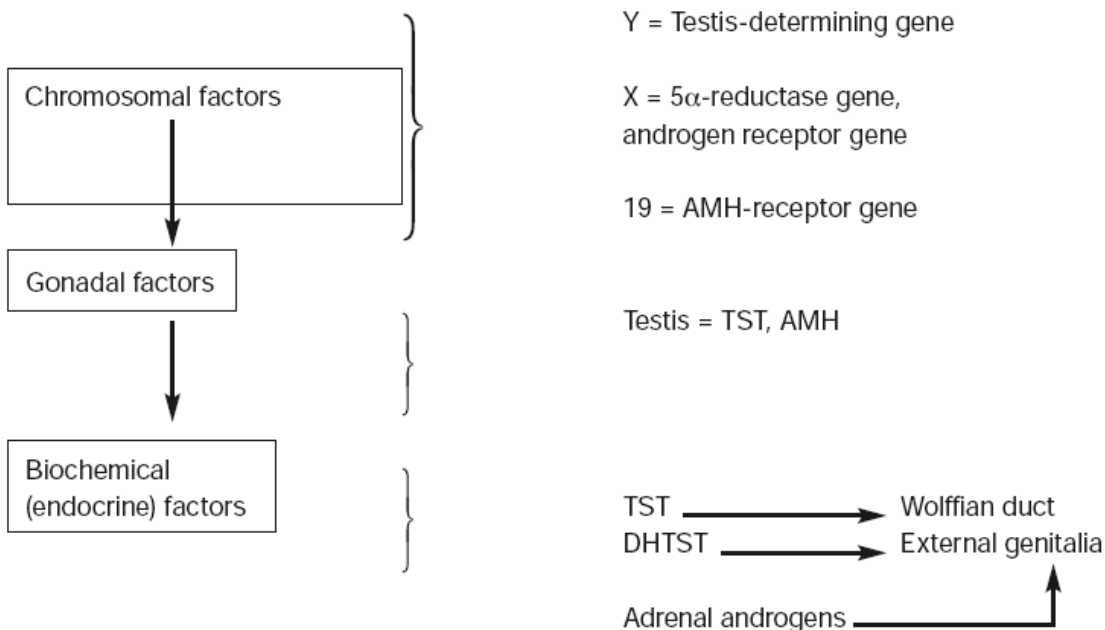 Y = Testis-determining gene
Chromosomal factors
X = 5α-reductase gene,
androgen receptor gene
19 = AMH-receptor gene
Gonadal factors
Testis = TST, AMH
Biochemical
(endocrine) factors
TST
Wolffian duct
DHTST
External genitalia
Adrenal androgens